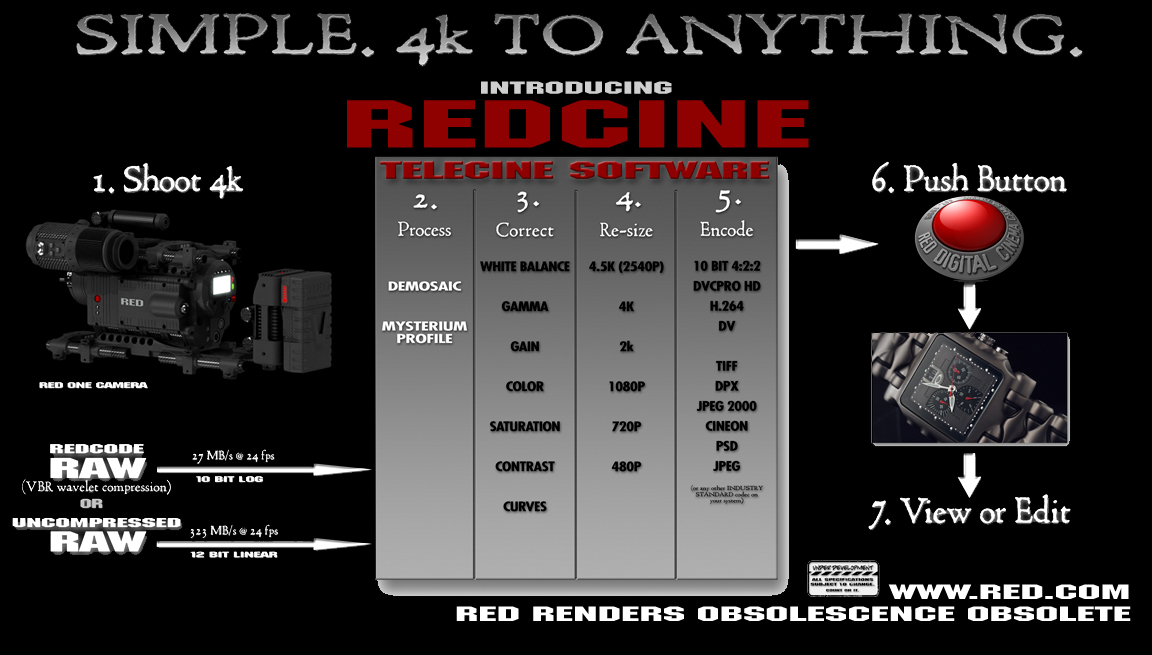 SIMPLE. 4k TO ANYTHING.
INTRODUCING
REDCINE
TELECINE SOFTWARE
1. Shoot 4k
RED
RED ONE CAMERA
REDCODE
RAW
(VBR wavelet compression)
OR
UNCOMPRESSED
RAW
27 MB/s @ 24 fps
10 BIT LOG
323 MB/s @ 24 fps
12 BIT LINEAR
2.
Process
DEMOSAIC
MYSTERIUM
PROFILE
3.
Correct
WHITE BALANCE
GAMMA
GAIN
COLOR
SATURATION
CONTRAST
CURVES
4.
Re-size
4.5K (2540P)
4K
2k
1080P
720P
480P
5.
Encode
10 BIT 4:2:2
DVCPRO HD
H.264
DV
TIFF
DPX
JPEG 2000
CINEON
PSD
JPEG
(or any other INDUSTRY
STANDARD codec on
your system)
6. Push Button
RED DIGITAL CINEMA
7. View or Edit
UNDER DEVELOPMENT
ALL SPECIFICATIONS
SUBJECT TO CHANGE.
COUNT ON IT.
WWW.RED.COM
RED RENDERS OBSOLESCENCE OBSOLETE